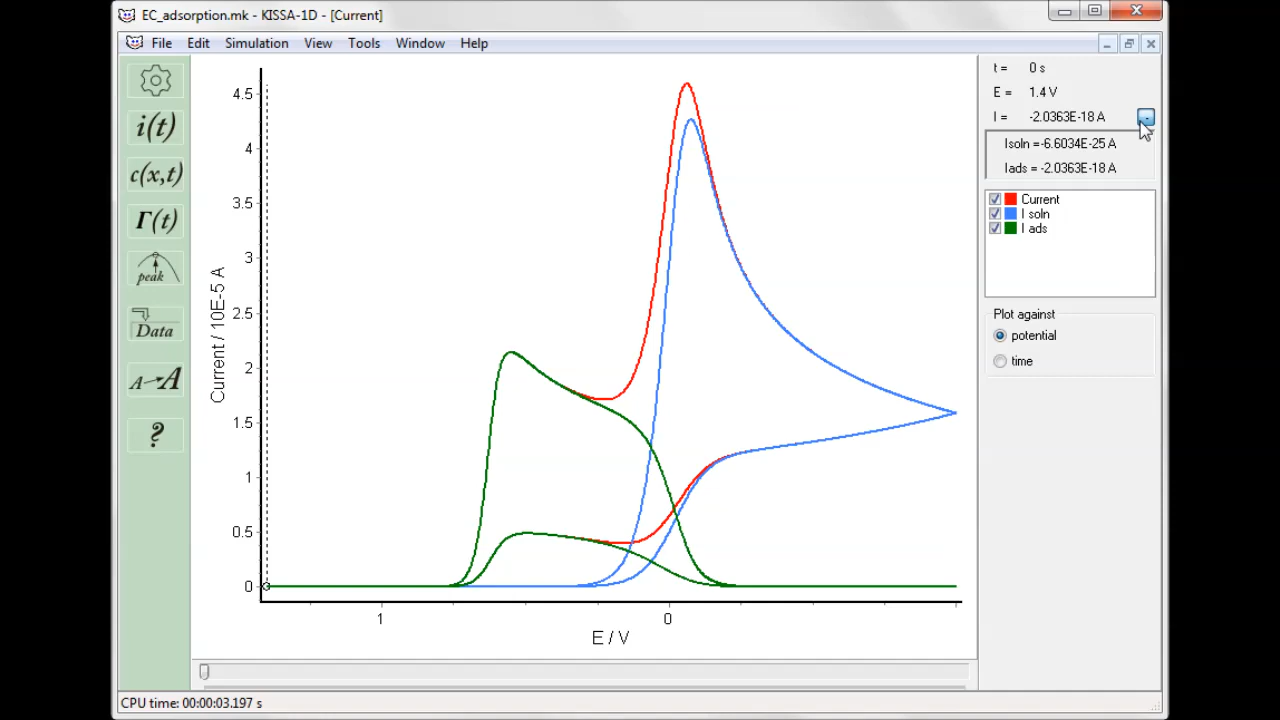 EC_adsorption.mk - KISSA-1D - [Current]
File Edit Simulation View Tools Window Help
i(t)
c(x,t)
Γ(t)
peak
Data
A→A
?
4.5
4
3.5
3
2.5
2
1.5
1
0.5
0
Current / 10E-5 A
1
0
E / V
t = 0 s
E = 1.4 V
I = -2.0363E-18 A
-
Isoln =-6.6034E-25 A
Iads = -2.0363E-18 A
Current
I soln
I ads
Plot against
potential
time
CPU time: 00:00:03.197 s